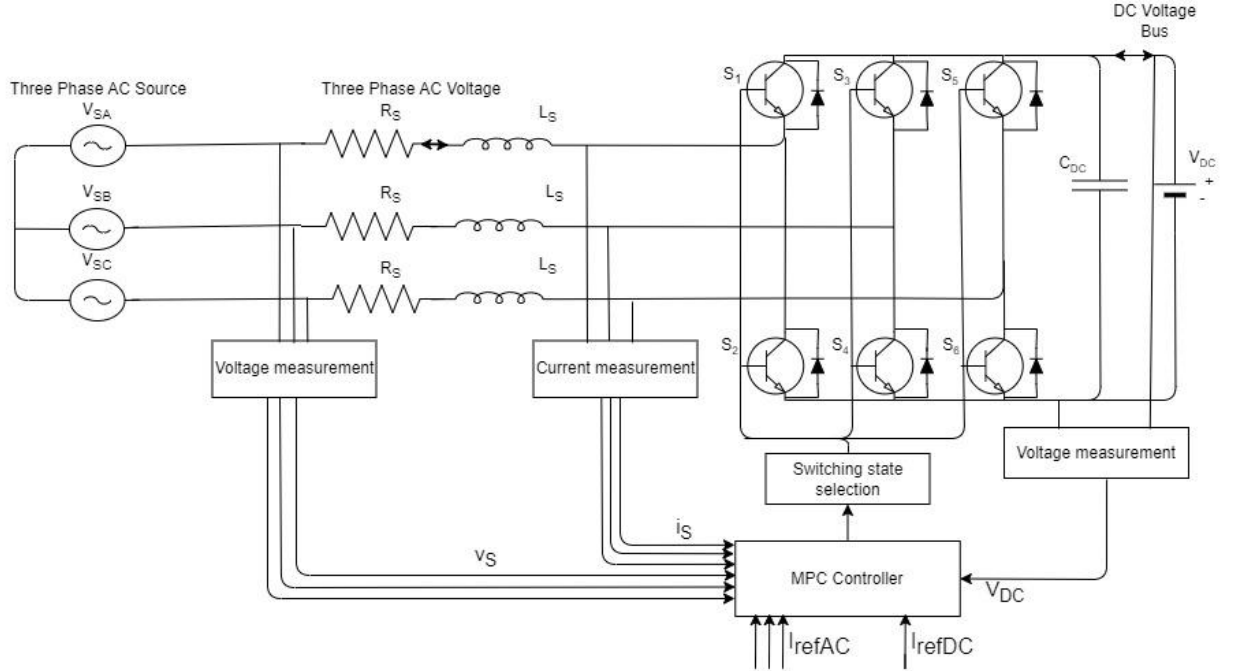 DC Voltage
Bus
Three Phase AC Source
Three Phase AC Voltage
VSA
RS
LS
S1
S3
S5
VSB
RS
LS
CDC
VDC
+
-
VSC
RS
LS
S2
S4
S6
Voltage measurement
Current measurement
Voltage measurement
Switching state
selection
iS
vS
MPC Controller
VDC
IrefAC
IrefDC